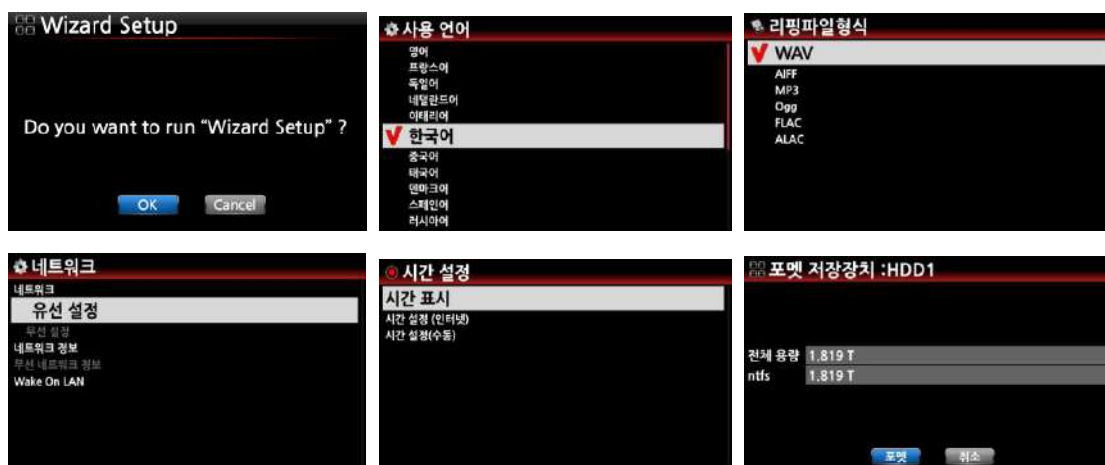 Wizard Setup
Do you want to run “Wizard Setup” ?
OK Cancel
사용 언어
영어
프랑스어
독일어
네덜란드어
이태리어
한국어
중국어
태국어
덴마크어
스페인어
러시아어
리핑파일형식
WAV
AIFF
MP3
Ogg
FLAC
ALAC
네트워크
네트워크
유선 설정
무선 설정
네트워크 정보
무선 네트워크 정보
Wake On LAN
시간 설정
시간 표시
시간 설정 (인터넷)
시간 설정(수동)
포멧 저장장치 :HDD1
전체 용량 1.819 T
ntfs 1.819 T
포멧 취소